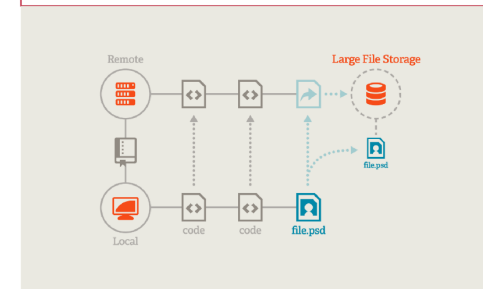 Remote
Large File Storage
file.psd
Local
code
code
file.psd